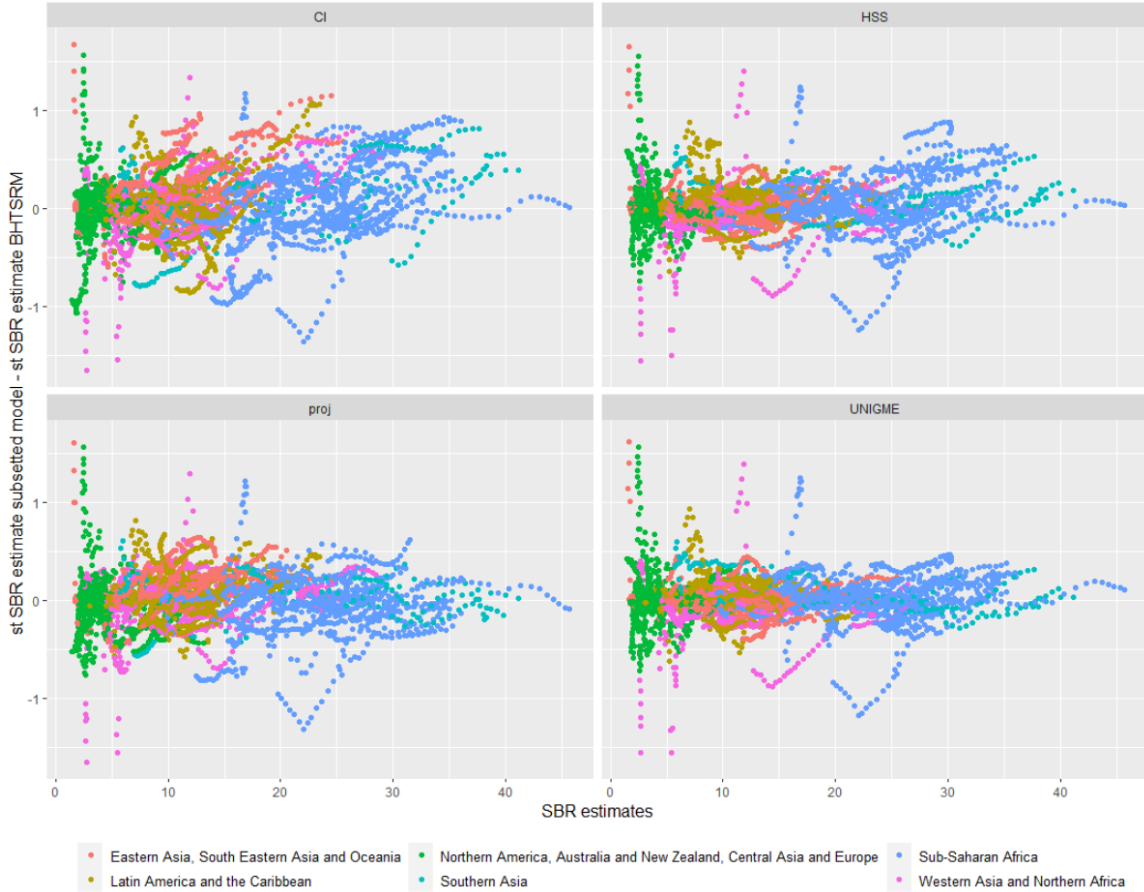 CI
HSS
1
0
-1
proj
UNIGME
1
0
-1
0 10 20 30 40
0 10 20 30 40
st SBR estimate subsetted model - st SBR estimate BHTSRM
SBR estimates
Eastern Asia, South Eastern Asia and Oceania
Northern America, Australia and New Zealand, Central Asia and Europe
Sub-Saharan Africa
Latin America and the Caribbean
Southern Asia
Western Asia and Northern Africa